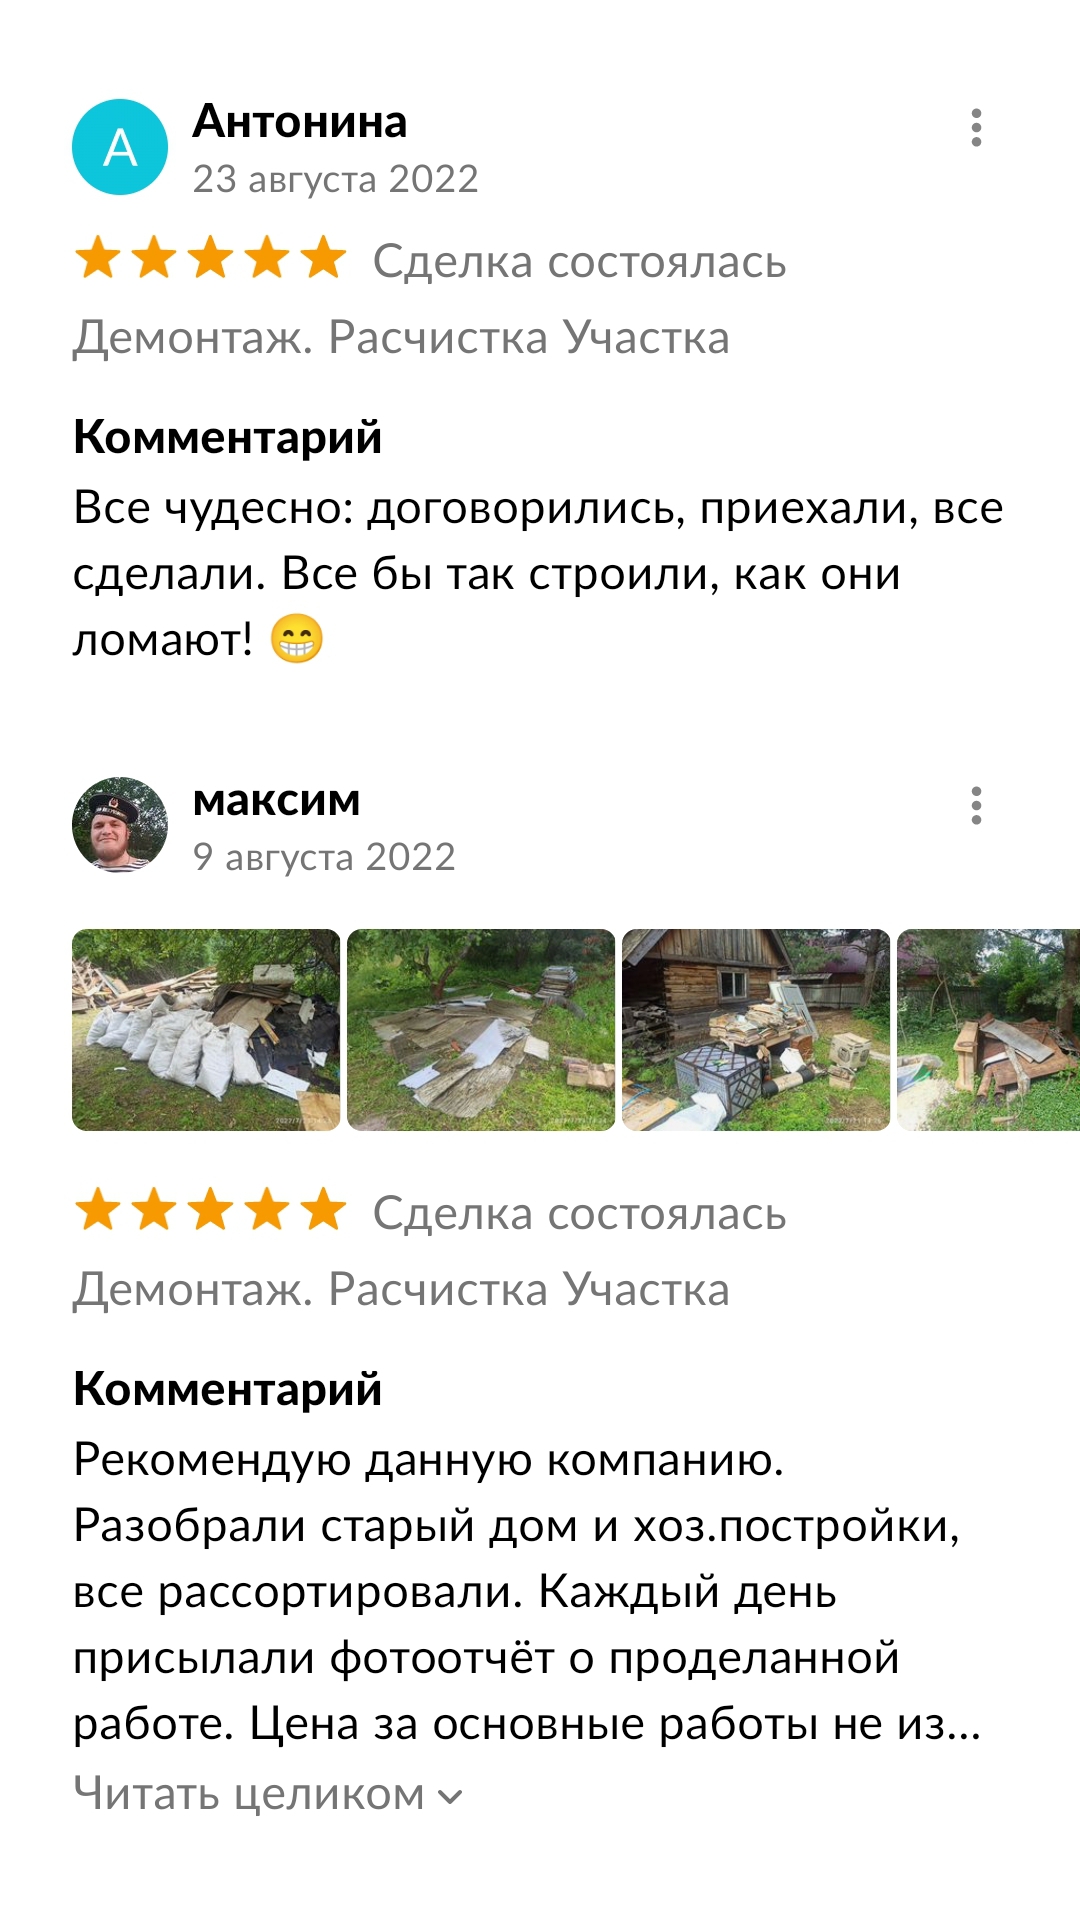 А
Антонина
23 августа 2022
Сделка состоялась
Демонтаж. Расчистка Участка
Комментарий
Все чудесно: договорились, приехали, все
сделали. Все бы так строили, как они
ломают! 😁
максим
9 августа 2022
Сделка состоялась
Демонтаж. Расчистка Участка
Комментарий
Рекомендую данную компанию.
Разобрали старый дом и хоз.постройки,
все рассортировали. Каждый день
присылали фотоотчёт о проделанной
работе. Цена за основные работы не из...
Читать целиком